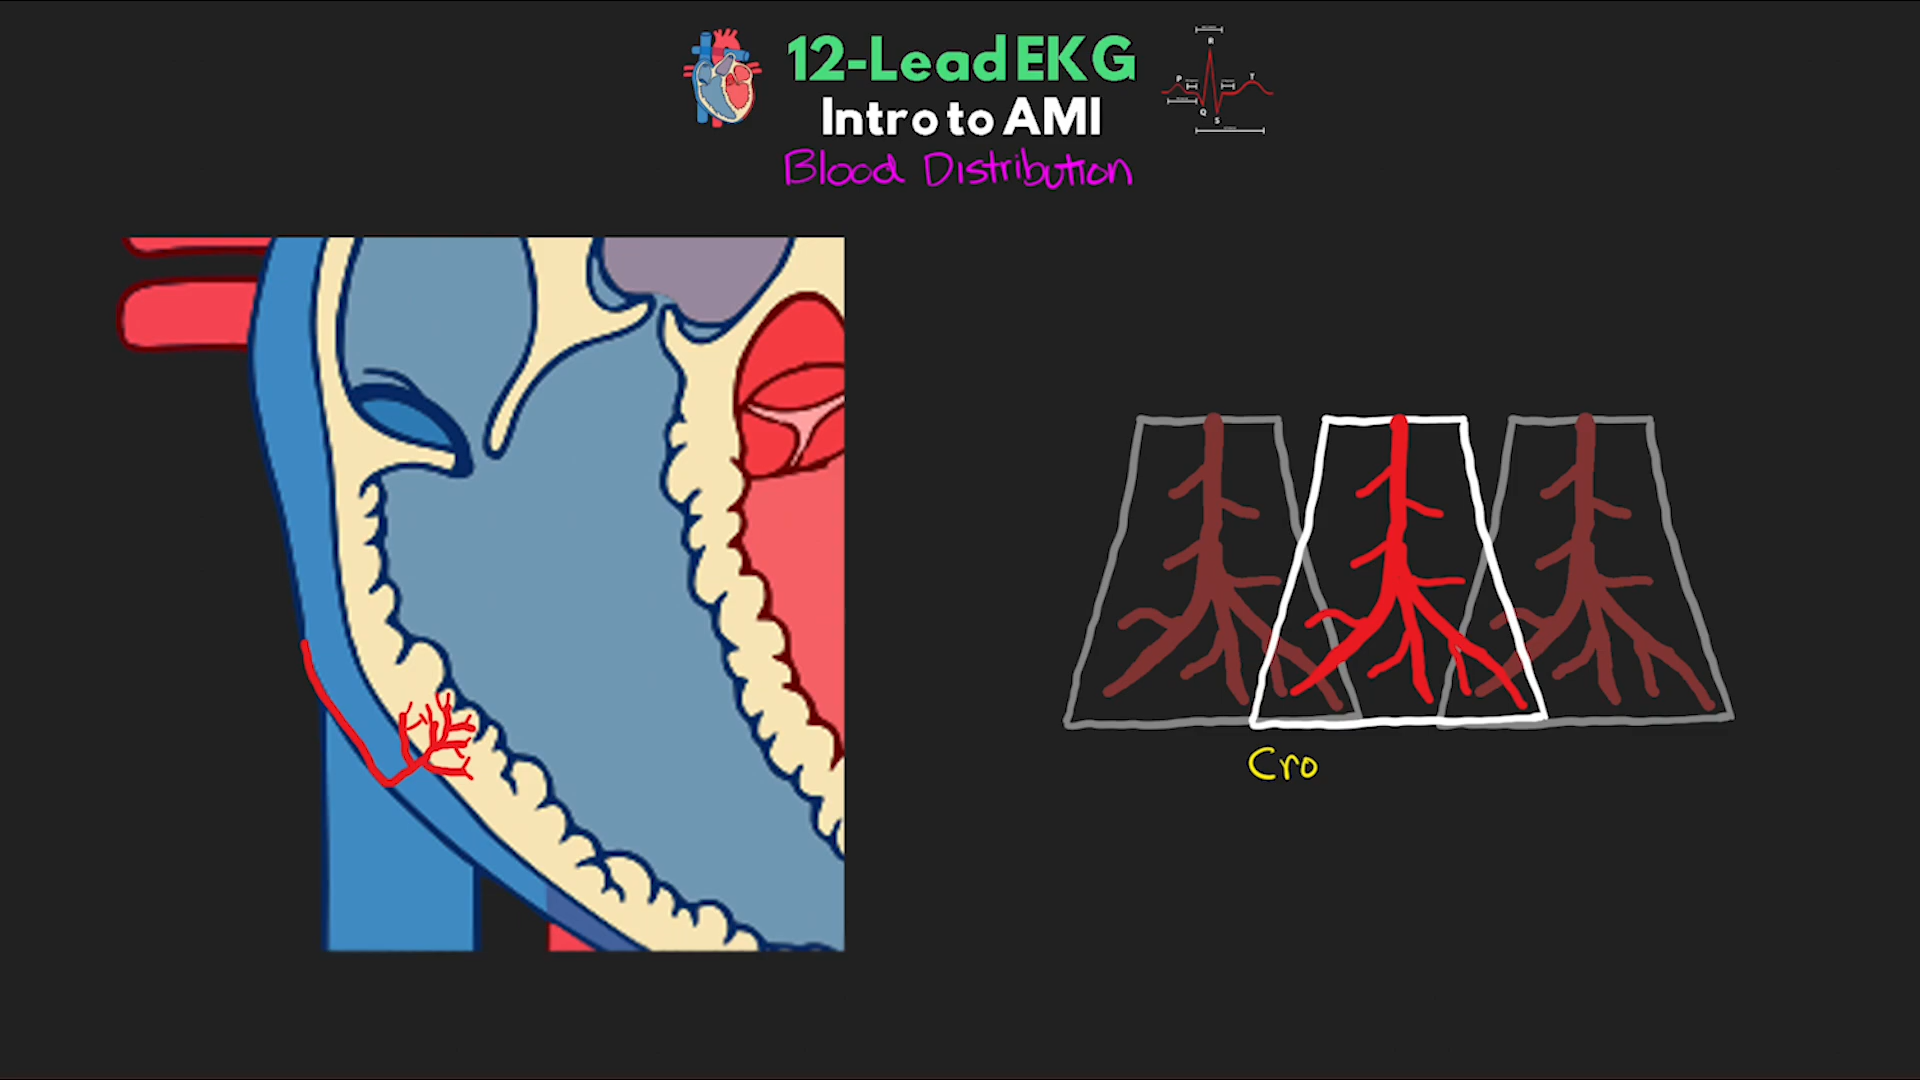 12-Lead EKG
Intro to AMI
Blood Distribution
R
P
T
Q
S
Cro